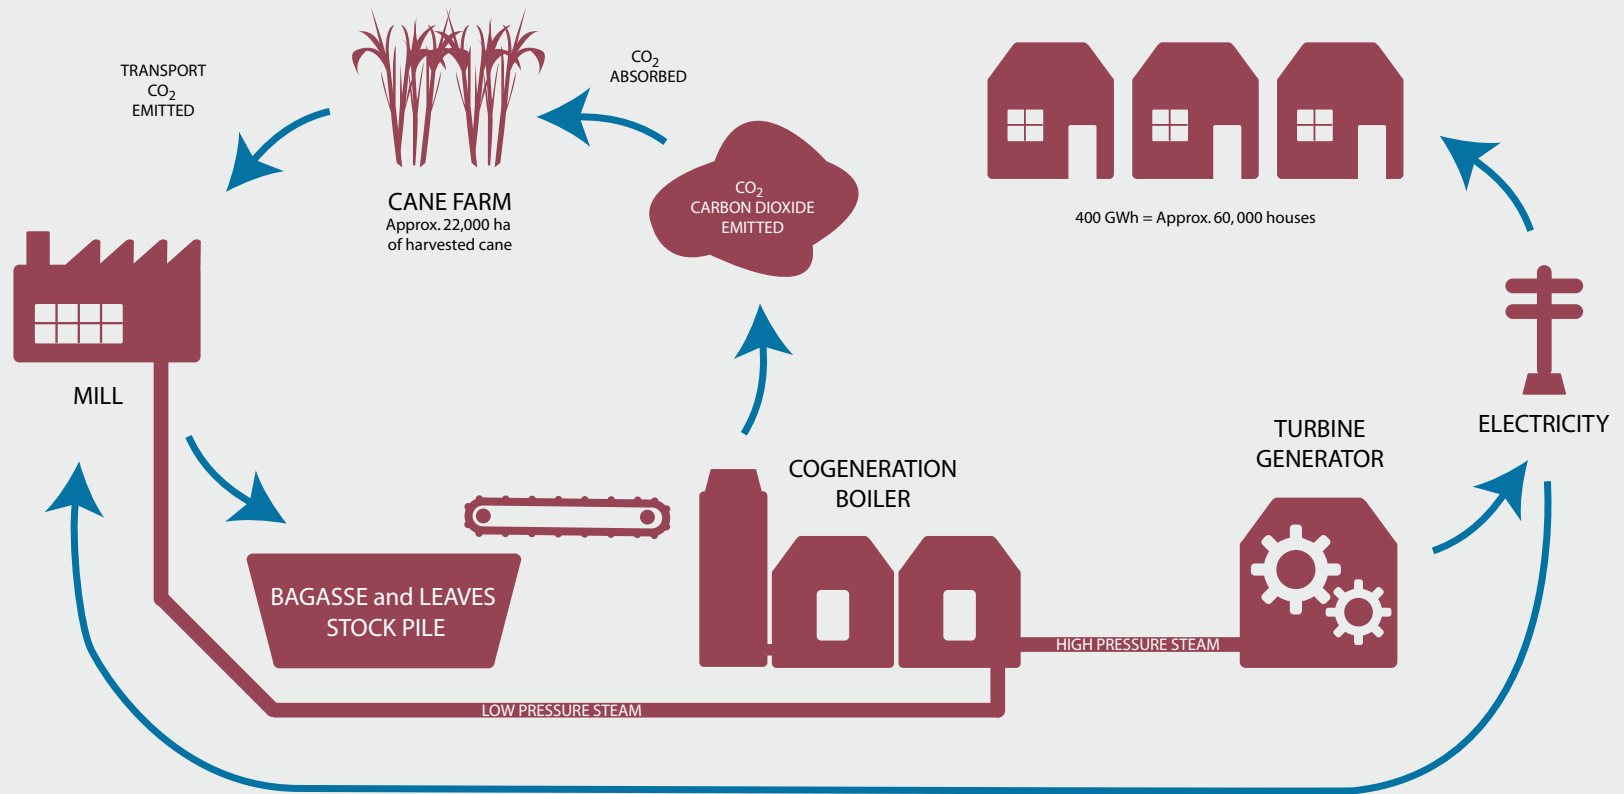 TRANSPORT
CO₂
EMITTED
CO₂
ABSORBED
CANE FARM
Approx. 22,000 ha
of harvested cane
CO₂
CARBON DIOXIDE
EMITTED
400 GWh = Approx. 60, 000 houses
MILL
ELECTRICITY
TURBINE
GENERATOR
COGENERATION
BOILER
BAGASSE and LEAVES
STOCK PILE
HIGH PRESSURE STEAM
LOW PRESSURE STEAM